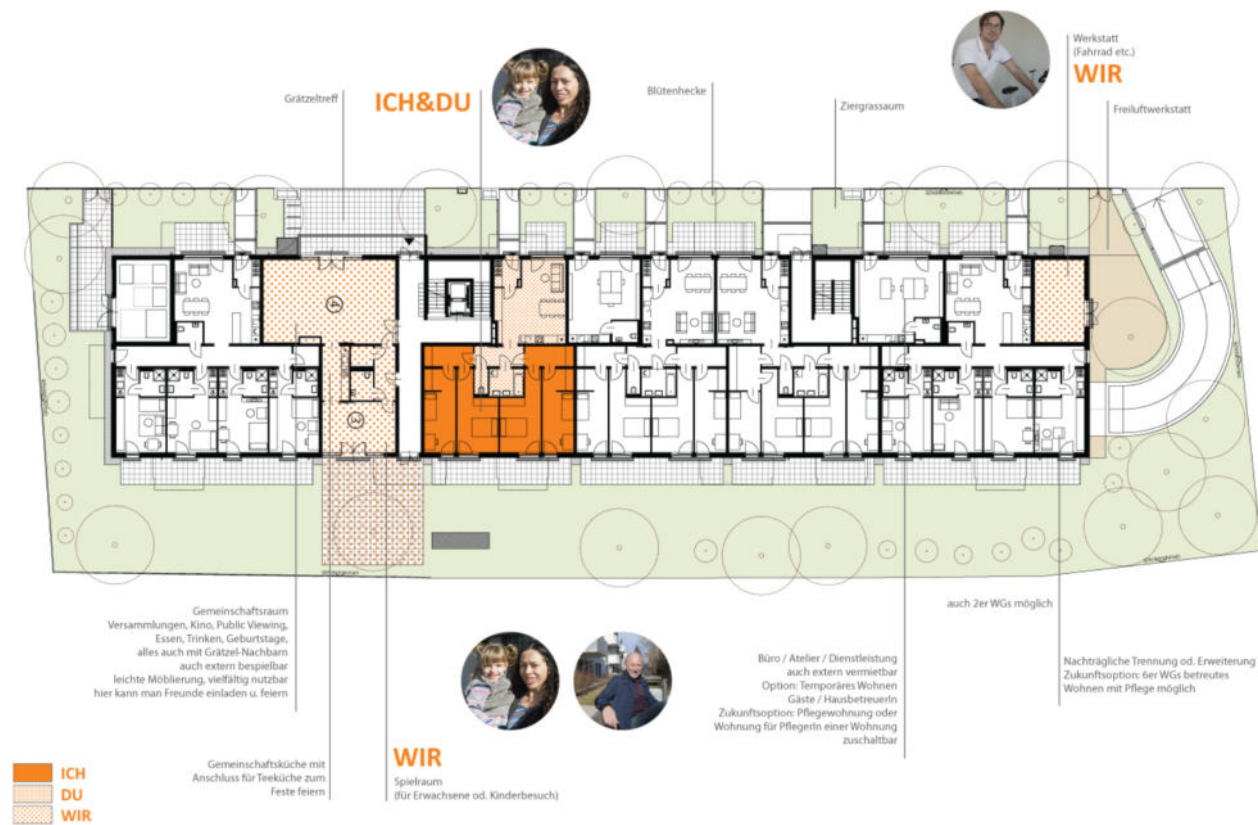 Werkstatt
(Fahrrad etc.)
WIR
Grätzeltreff
ICH&DU
Blütenhecke
Ziergrassaum
Freiluftwerkstatt
4
3
Gemeinschaftsraum
Versammlungen, Kino, Public Viewing,
Essen, Trinken, Geburtstage,
alles auch mit Grätzel-Nachbarn
auch extern bespielbar
leichte Möblierung, vielfältig nutzbar
hier kann man Freunde einladen u. feiern
Gemeinschaftsküche mit
Anschluss für Teeküche zum
Feste feiern
WIR
Spielraum
(für Erwachsene od. Kinderbesuch)
Büro / Atelier / Dienstleistung
auch extern vermietbar
Option: Temporäres Wohnen
Gäste / HausbetreuerIn
Zukunftsoption: Pflegewohnung oder
Wohnung für PflegerIn einer Wohnung
zuschaltbar
auch 2er WGs möglich
Nachträgliche Trennung od. Erweiterung
Zukunftsoption: 6er WGs betreutes
Wohnen mit Pflege möglich
ICH
DU
WIR